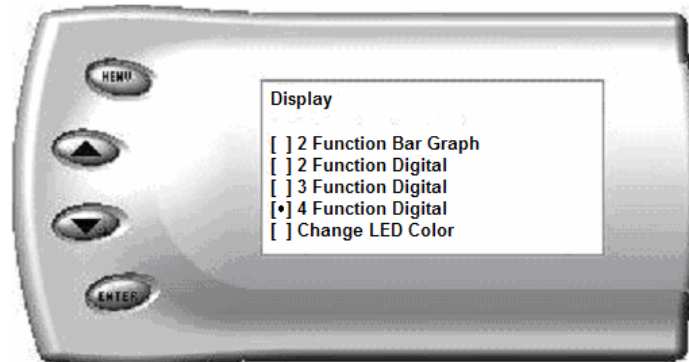 MENU
Display
[ ] 2 Function Bar Graph
[ ] 2 Function Digital
[ ] 3 Function Digital
[•] 4 Function Digital
[ ] Change LED Color
ENTER